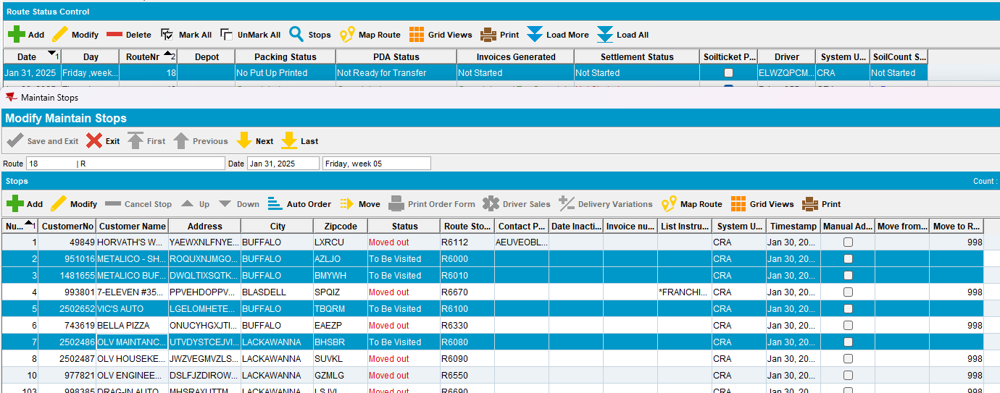 Route Status Control
Add Modify Delete Mark All UnMark All Stops Map Route Grid Views Print Load More Load All
Date 1 Day RouteNr 2 Depot Packing Status PDA Status Invoices Generated Settlement Status Soilticket P... Driver System U... SoilCount S...
Jan 31, 2025 Friday ,week... 18 No Put Up Printed Not Ready for Transfer Not Started Not Started ELWZQPCM... CRA Not Started
Maintain Stops
Modify Maintain Stops
Save and Exit Exit First Previous Next Last
Route 18 | R Date Jan 31, 2025 Friday, week 05
Stops Count :
Add Modify Cancel Stop Up Down Auto Order Move Print Order Form Driver Sales Delivery Variations Map Route Grid Views Print
Nu... 1 CustomerNo Customer Name Address City Zipcode Status Route Sto... Contact P... Date Inacti... Invoice nu... List Instru... System U... Timestamp Manual Ad... Move from... Move to R...
1 49849 HORVATH'S W... YAEWXNLFNYE... BUFFALO LXRCU Moved out R6112 AEUVEOBL... CRA Jan 30, 20... 998
2 951016 METALICO - SH... ROQUXNJMGO... BUFFALO AZLJO To Be Visited R6000 CRA Jan 30, 20...
3 1481655 METALICO BUF... DWQLTIXSQTK... BUFFALO BMYWH To Be Visited R6010 CRA Jan 30, 20...
4 993801 7-ELEVEN #35... PPVEHDOPPV... BLASDELL SPQIZ Moved out R6670 *FRANCHI... CRA Jan 30, 20... 998
5 2502652 VIC'S AUTO LGELOMHETE... BUFFALO TBQRM To Be Visited R6100 CRA Jan 30, 20...
6 743619 BELLA PIZZA ONUCYHGXJTI... BUFFALO EAEZP Moved out R6330 CRA Jan 30, 20... 998
7 2502486 OLV MAINTANC... UTVDYSTCEJVI... LACKAWANNA BHSBR To Be Visited R6080 CRA Jan 30, 20...
8 2502487 OLV HOUSEKE... JWZVEGMVZLS... LACKAWANNA SUVKL Moved out R6090 CRA Jan 30, 20... 998
10 977821 OLV ENGINEE... DSLFJZDIROW... LACKAWANNA GZMLG Moved out R6550 CRA Jan 30, 20... 998
103 998385 DRAG-IN AUTO MHSRAXUTTM LACKAWANNA LSJVL Moved out R6690 CRA Jan 30, 20... 998